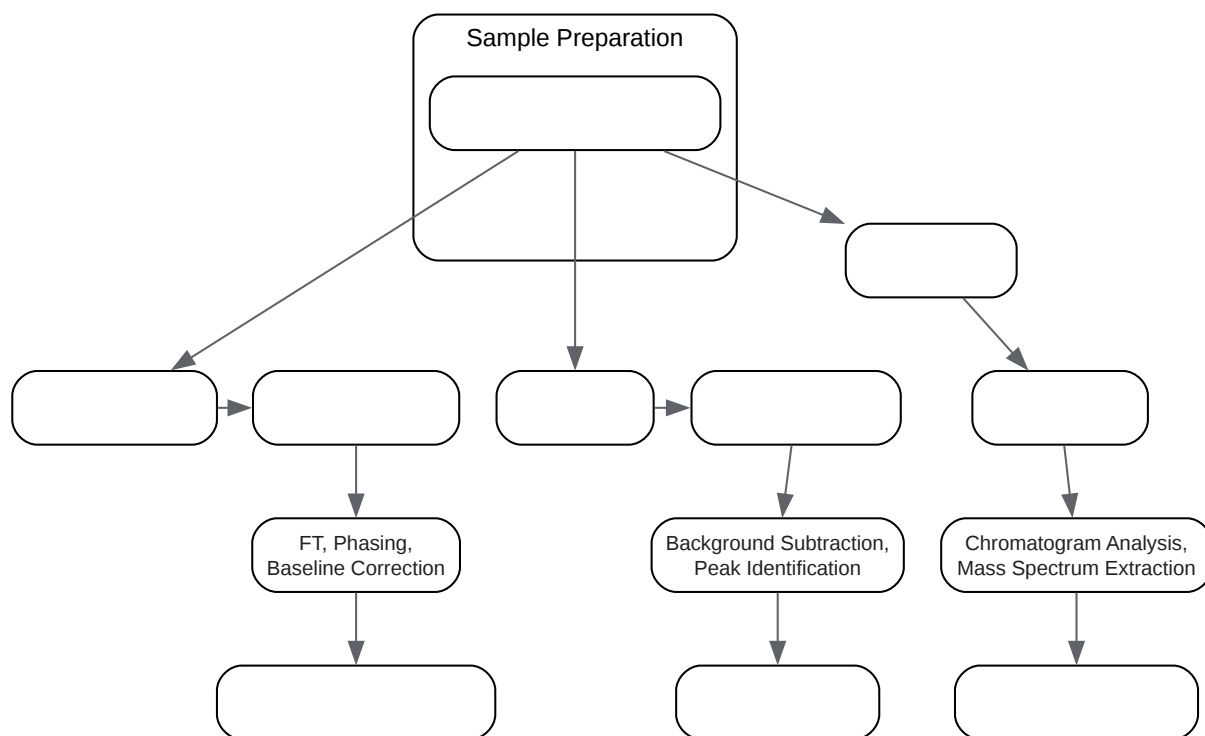 Sample Preparation
FT, Phasing,
Baseline Correction
Background Subtraction,
Peak Identification
Chromatogram Analysis,
Mass Spectrum Extraction